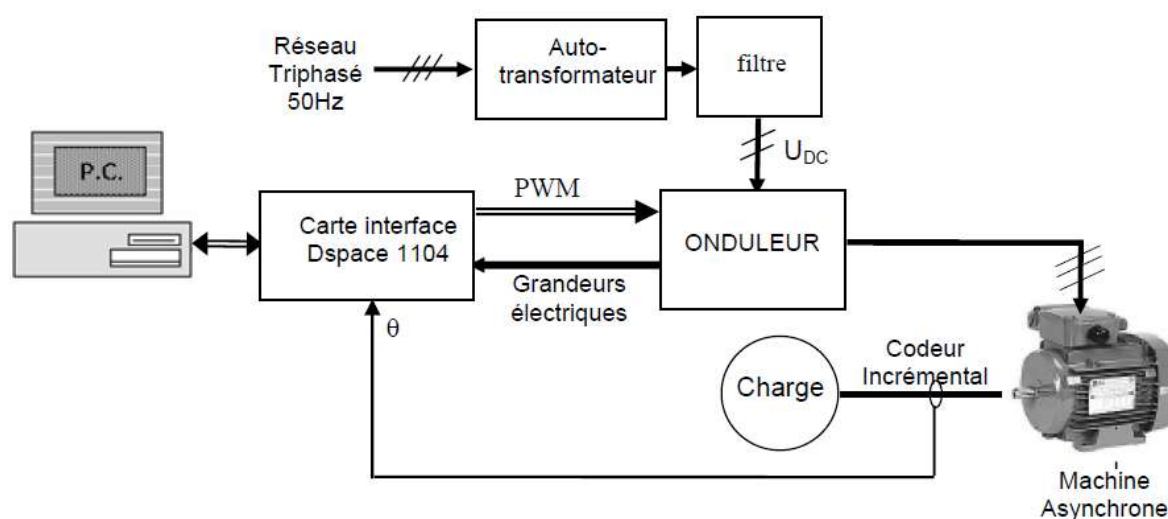 Réseau
Triphasé
50Hz
Auto-
transformateur
filtre
U_DC
P.C.
PWM
Carte interface
Dspace 1104
ONDULEUR
Grandeurs
électriques
θ
Codeur
Incrémental
Charge
Machine
Asynchrone